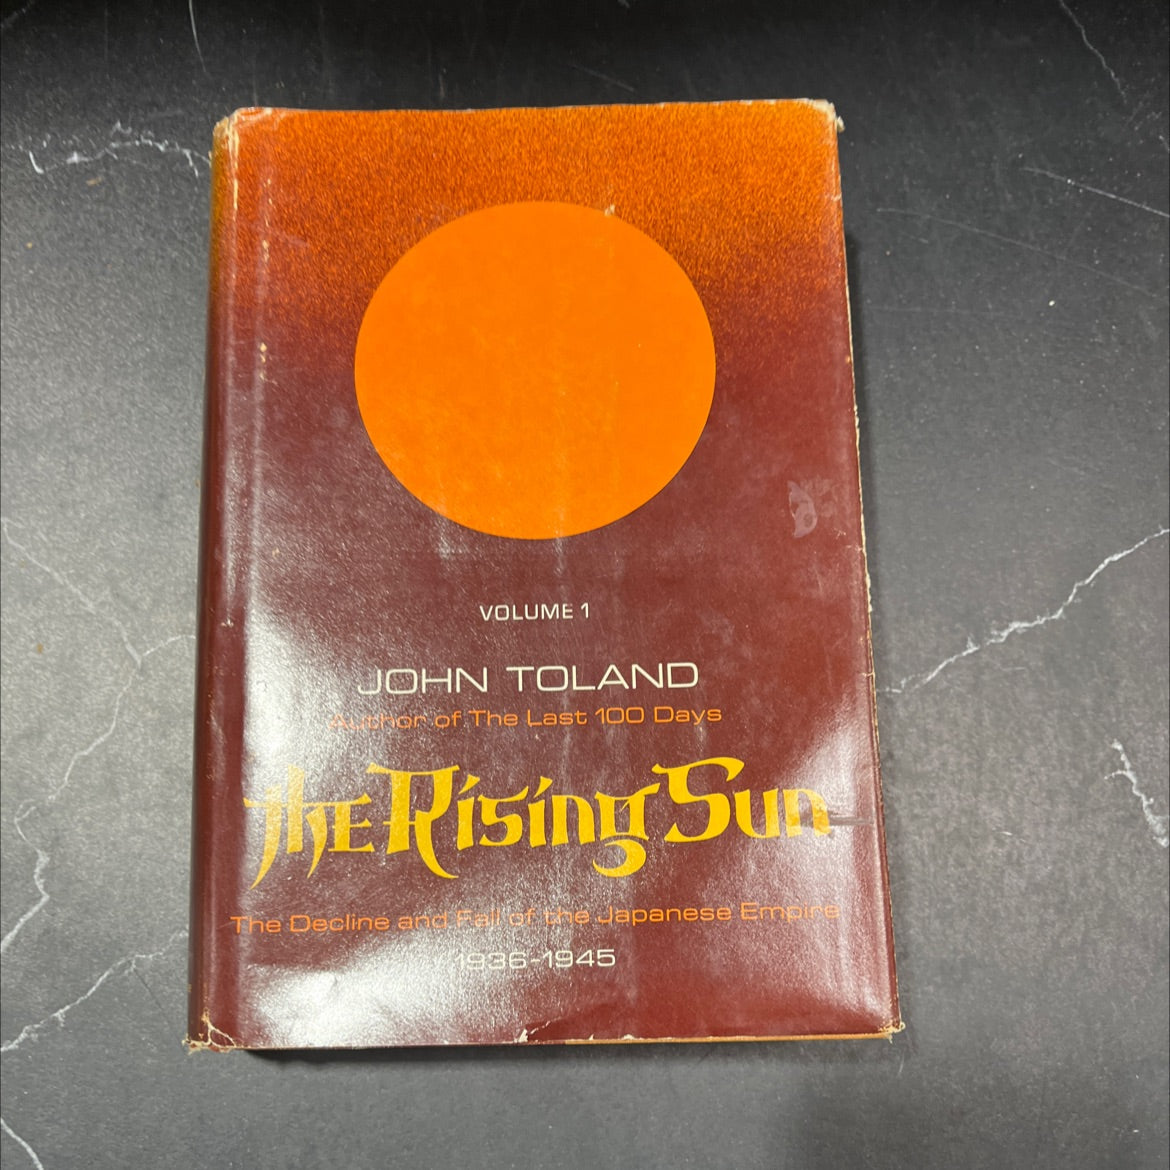 VOLUME 1
JOHN TOLAND
Author of The Last 100 Days
The Rising Sun
The Decline and Fall of the Japanese Empire
1936-1945